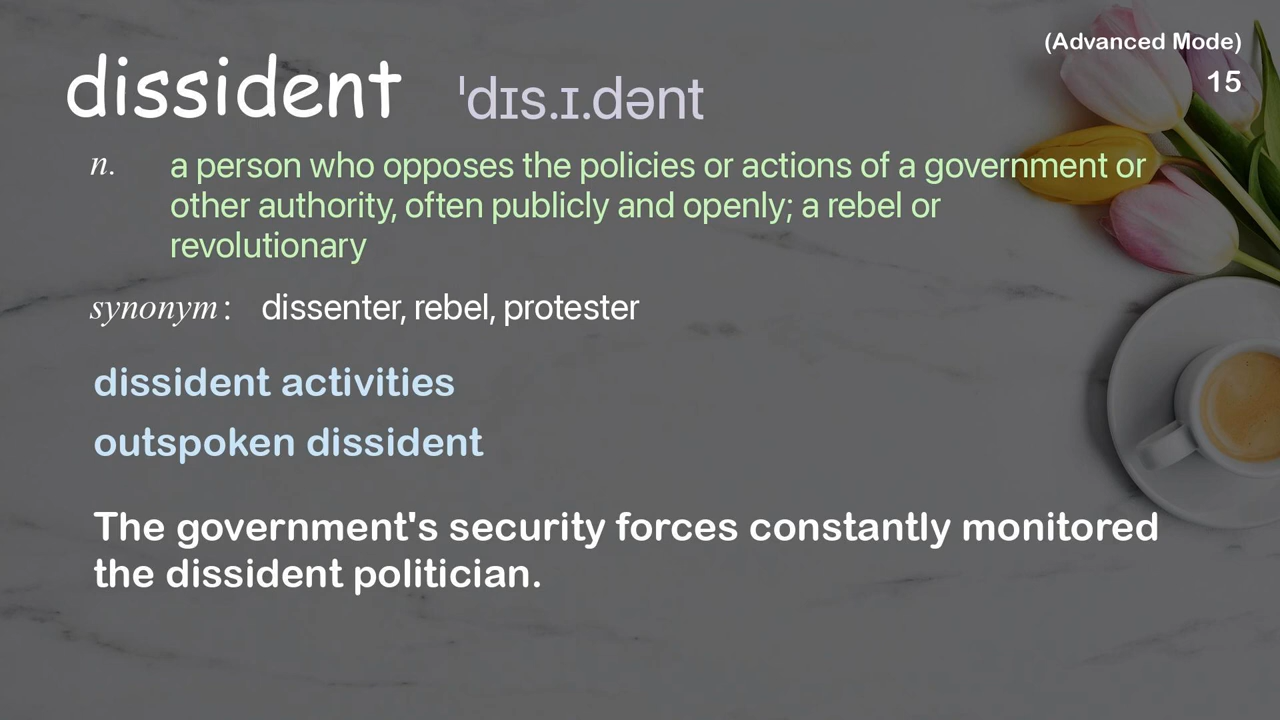 (Advanced Mode)
15
dissident ˈdɪs.ɪ.dənt
n. a person who opposes the policies or actions of a government or
other authority, often publicly and openly; a rebel or
revolutionary
synonym: dissenter, rebel, protester
dissident activities
outspoken dissident
The government's security forces constantly monitored
the dissident politician.